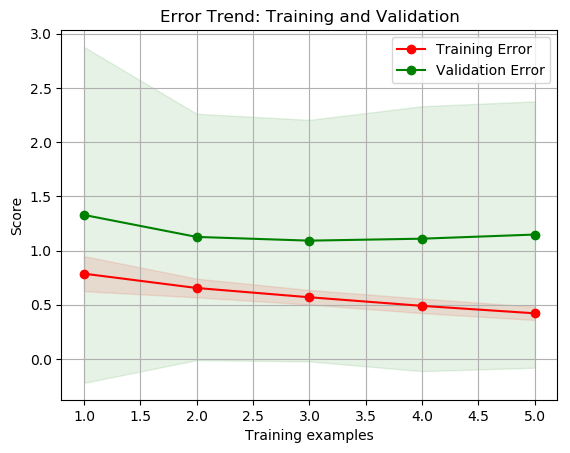 Error Trend: Training and Validation
3.0
2.5
2.0
1.5
1.0
0.5
0.0
Score
Training Error
Validation Error
1.0 1.5 2.0 2.5 3.0 3.5 4.0 4.5 5.0
Training examples